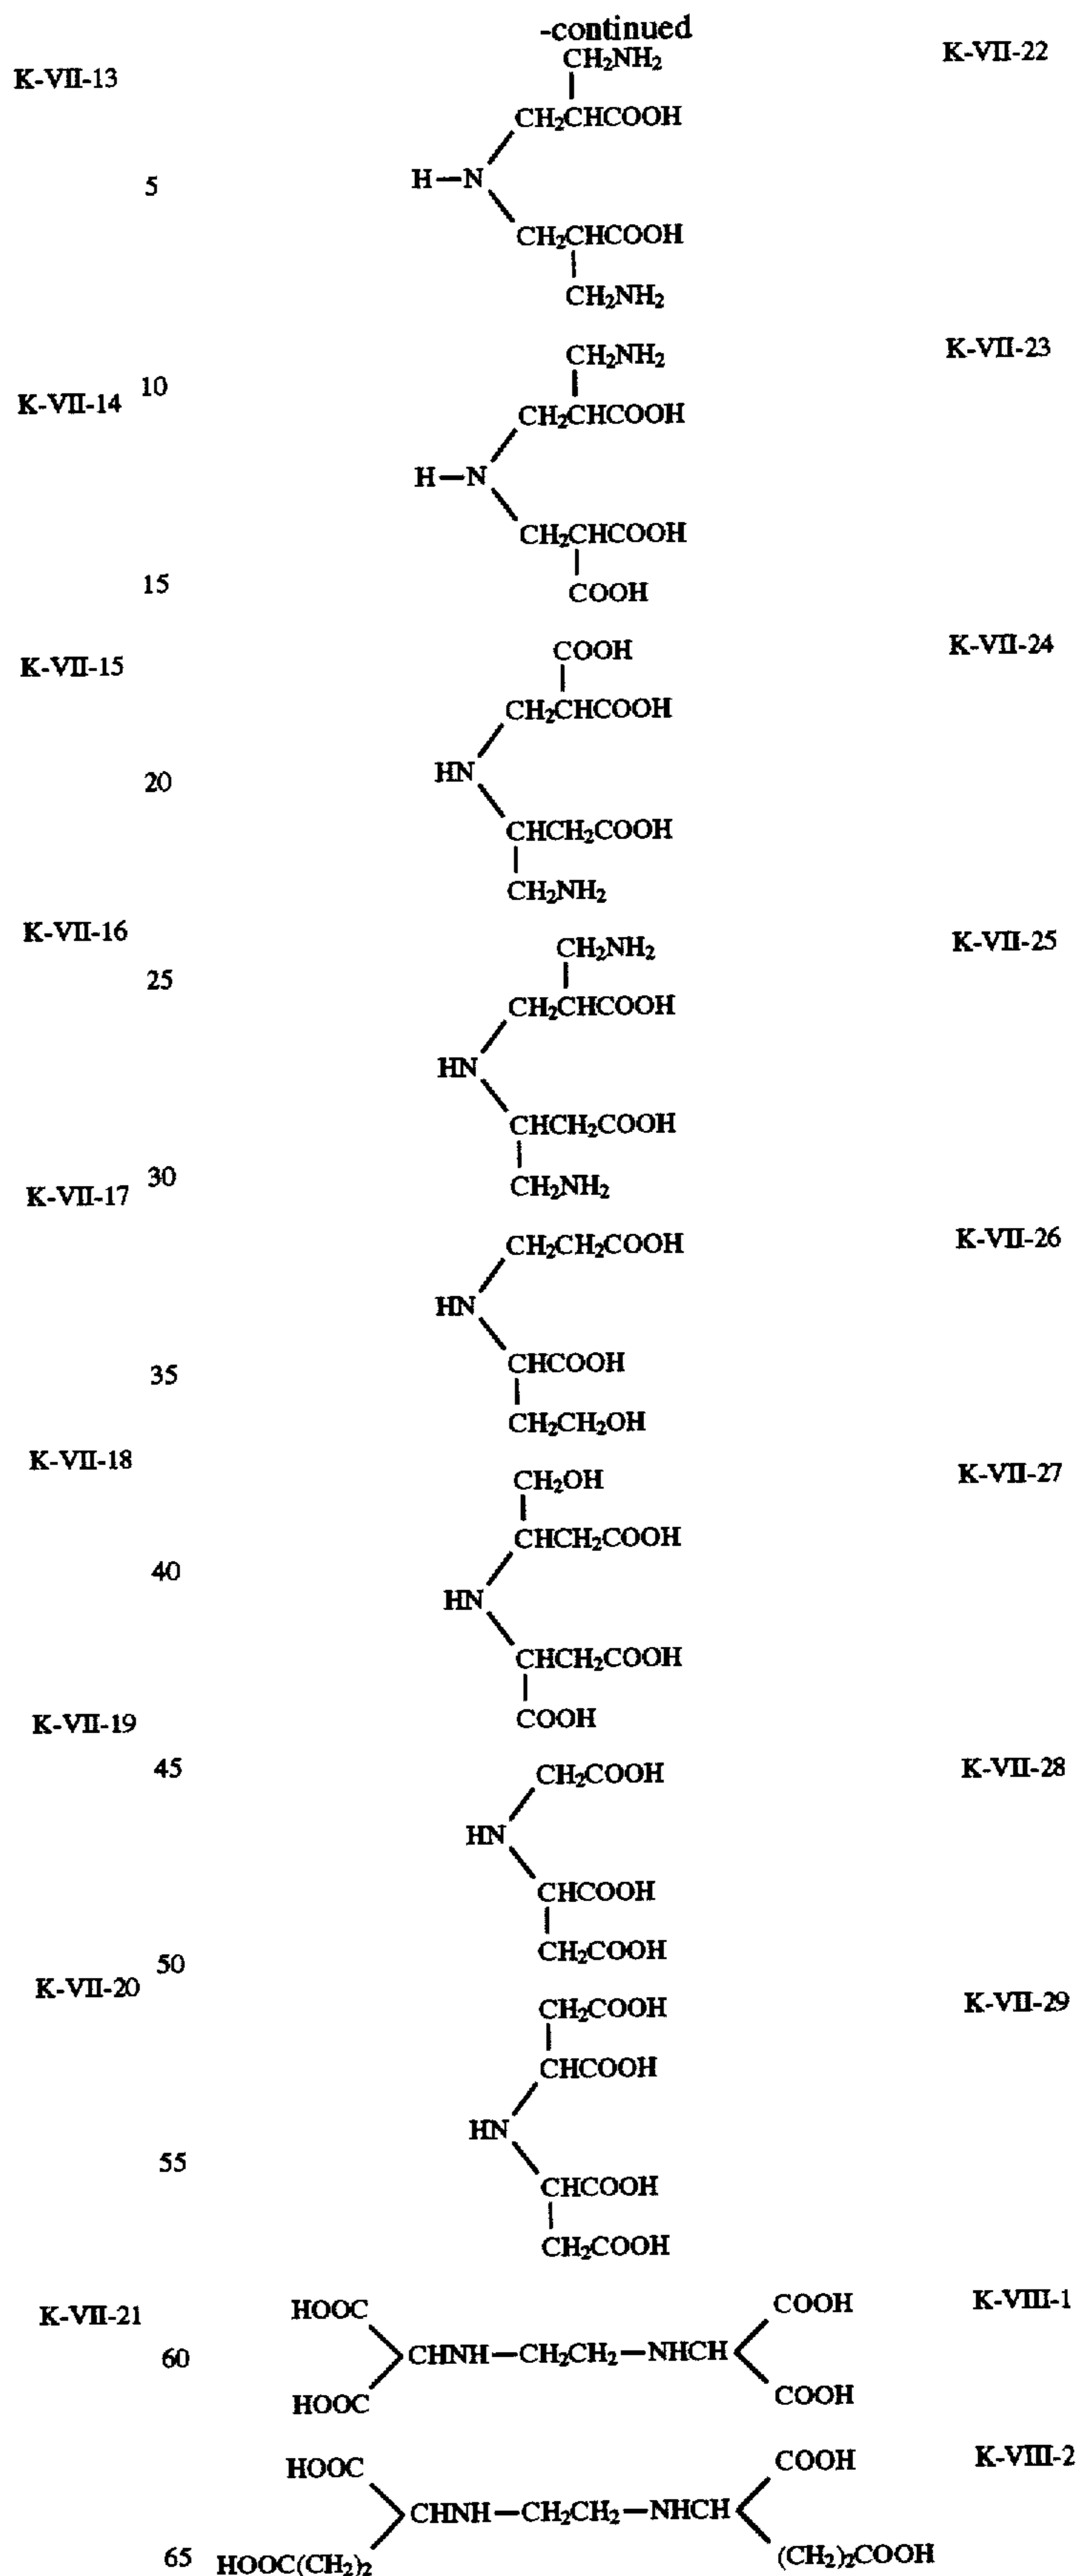 -continued
K-VII-13 CH2NH2 K-VII-22
CH2CHCOOH
5 H—N
CH2CHCOOH
CH2NH2
CH2NH2 K-VII-23
10
K-VII-14 CH2CHCOOH
H—N
CH2CHCOOH
15 COOH
K-VII-15 COOH K-VII-24
CH2CHCOOH
20 HN
CHCH2COOH
CH2NH2
K-VII-16 CH2NH2 K-VII-25
25 CH2CHCOOH
HN
CHCH2COOH
30 CH2NH2
K-VII-17
CH2CH2COOH K-VII-26
HN
35 CHCOOH
CH2CH2OH
K-VII-18 CH2OH K-VII-27
CHCH2COOH
40 HN
CHCH2COOH
K-VII-19 COOH
45 CH2COOH K-VII-28
HN
CHCOOH
50 CH2COOH
K-VII-20 CH2COOH K-VII-29
CHCOOH
HN
55 CHCOOH
CH2COOH
K-VII-21 HOOC COOH K-VIII-1
60 CHNH—CH2CH2—NHCH
HOOC COOH
HOOC COOH K-VIII-2
CHNH—CH2CH2—NHCH
65 HOOC(CH2)2 (CH2)2COOH